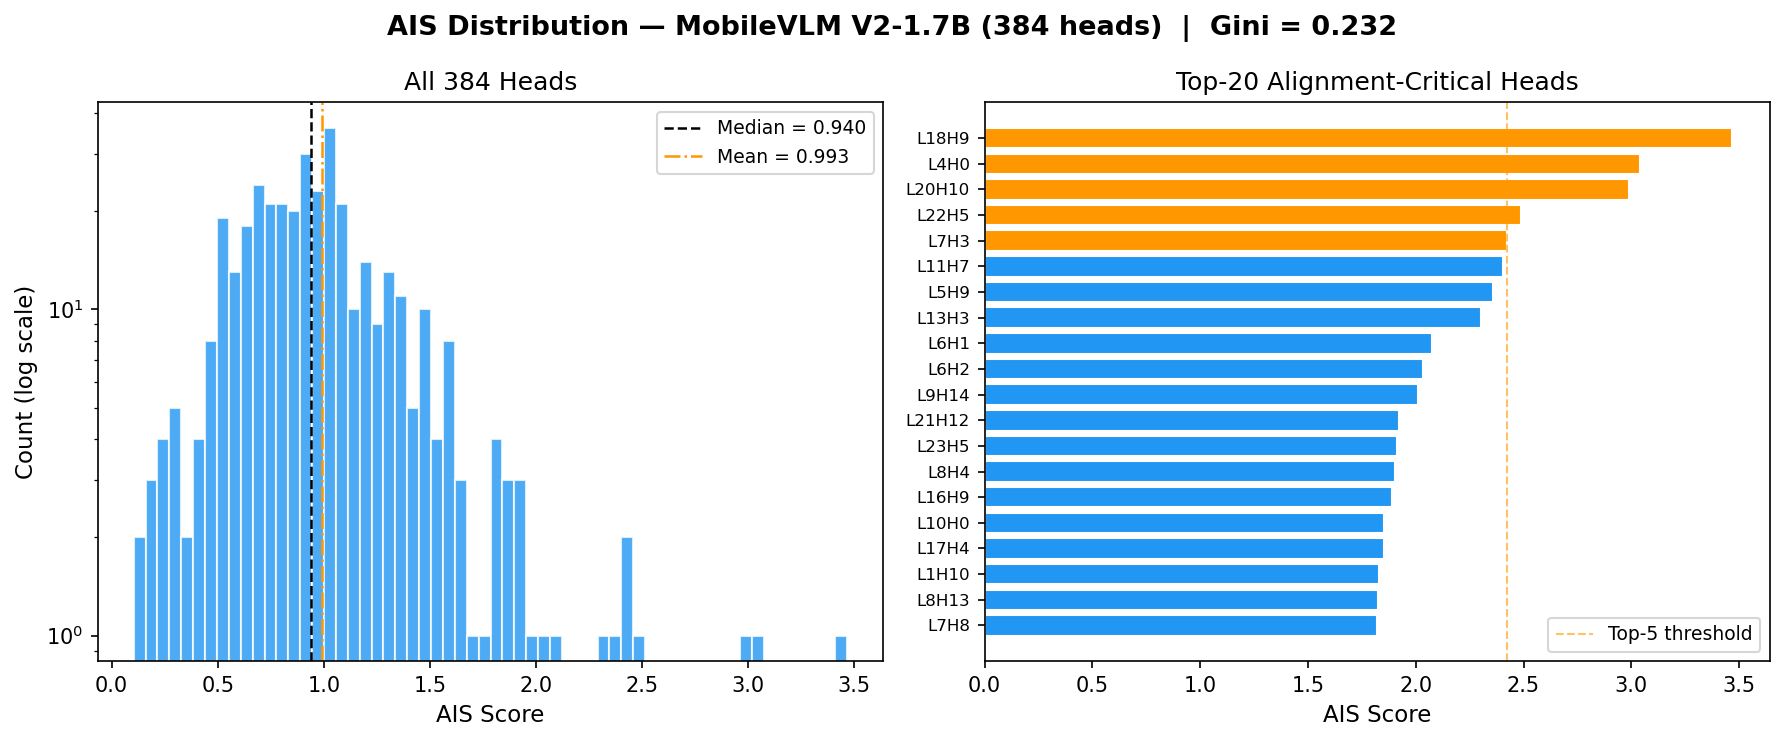 AIS Distribution — MobileVLM V2-1.7B (384 heads) | Gini = 0.232
All 384 Heads
Median = 0.940
Mean = 0.993
Count (log scale)
10¹
10⁰
0.0 0.5 1.0 1.5 2.0 2.5 3.0 3.5
AIS Score
Top-20 Alignment-Critical Heads
L18H9
L4H0
L20H10
L22H5
L7H3
L11H7
L5H9
L13H3
L6H1
L6H2
L9H14
L21H12
L23H5
L8H4
L16H9
L10H0
L17H4
L1H10
L8H13
L7H8
Top-5 threshold
0.0 0.5 1.0 1.5 2.0 2.5 3.0 3.5
AIS Score